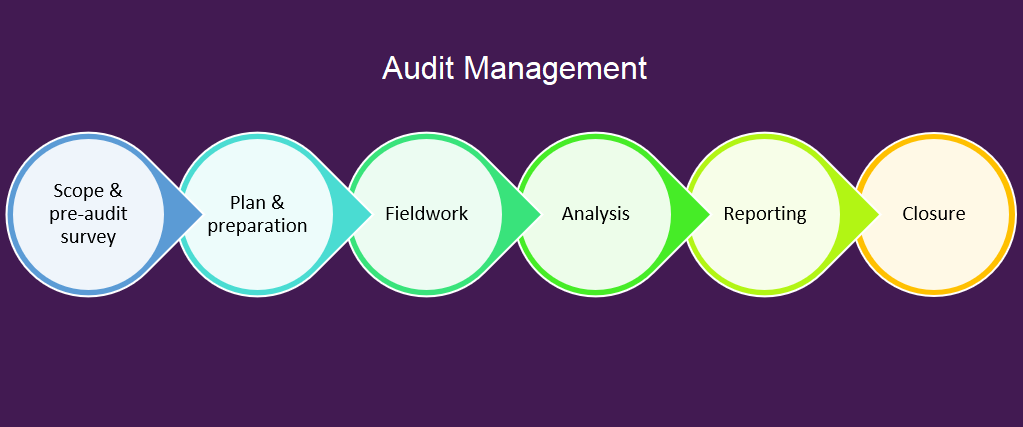 Audit Management
Scope &
pre-audit
survey
Plan &
preparation
Fieldwork
Analysis
Reporting
Closure